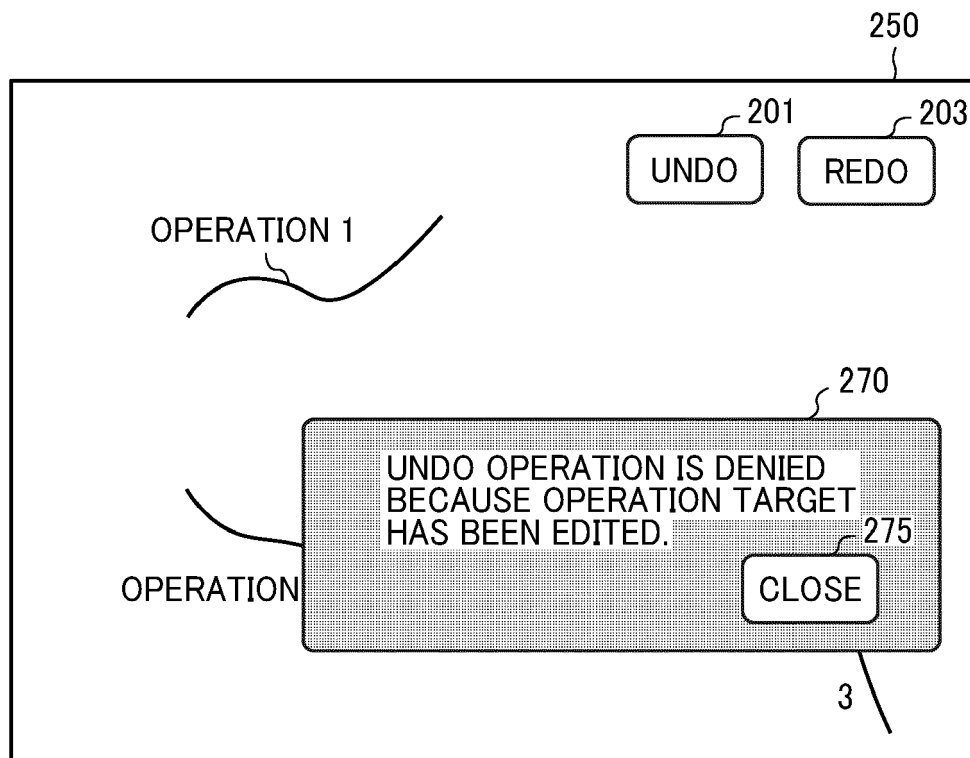 250
201
203
UNDO
REDO
OPERATION 1
270
UNDO OPERATION IS DENIED
BECAUSE OPERATION TARGET
HAS BEEN EDITED.
275
OPERATION
CLOSE
3